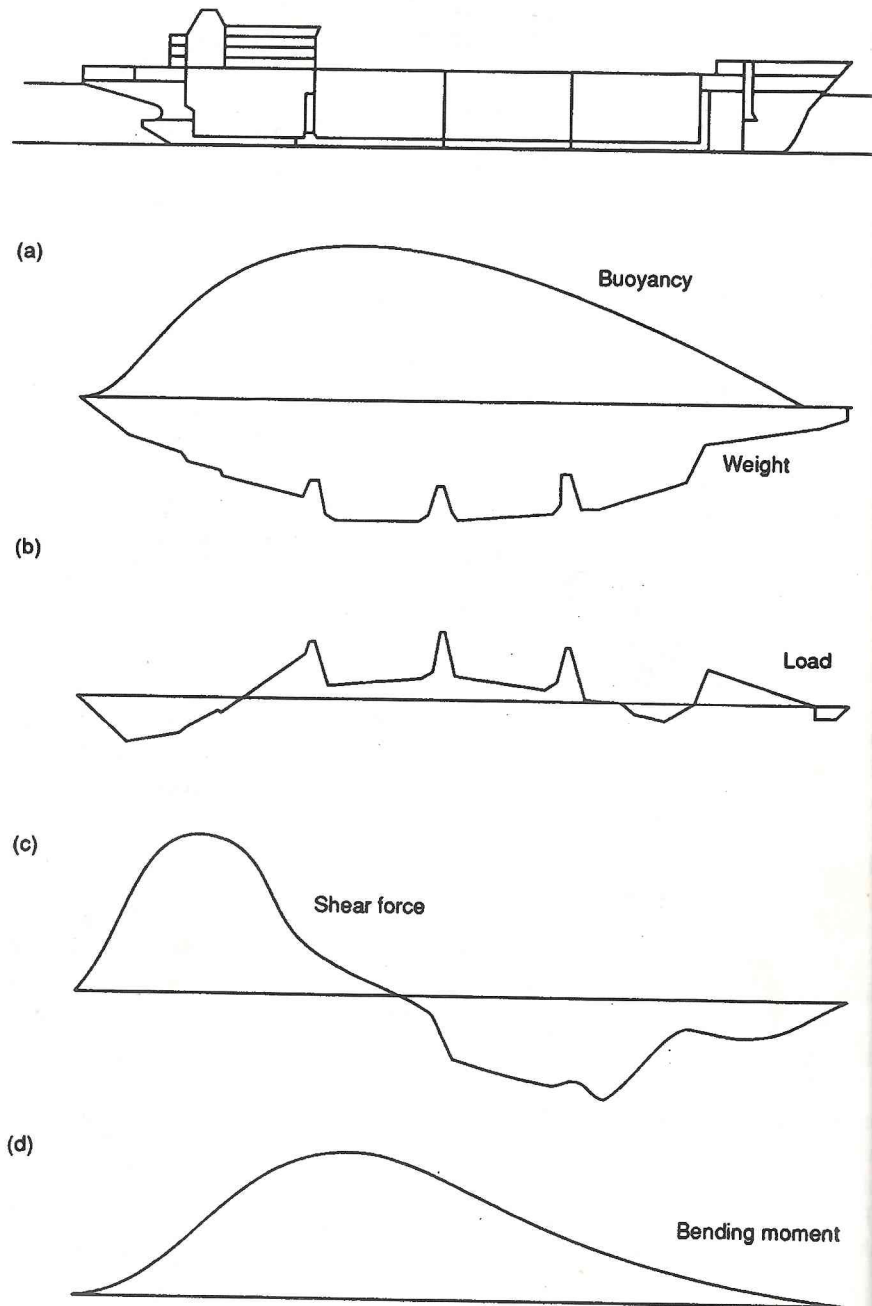 (a)
Buoyancy
Weight
(b)
Load
(c)
Shear force
(d)
Bending moment